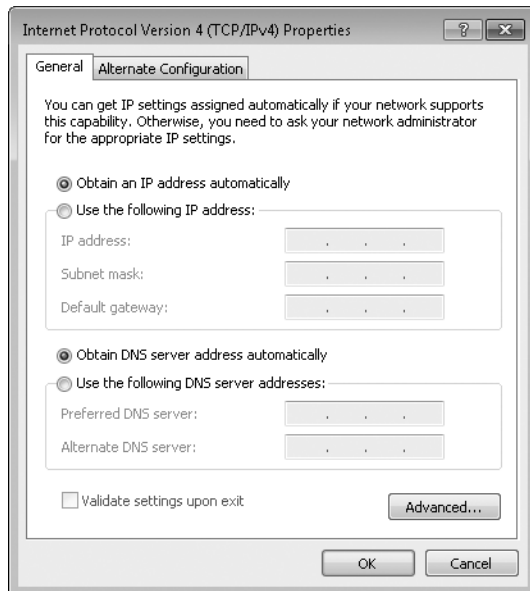 Internet Protocol Version 4 (TCP/IPv4) Properties
General
Alternate Configuration
You can get IP settings assigned automatically if your network supports
this capability. Otherwise, you need to ask your network administrator
for the appropriate IP settings.
Obtain an IP address automatically
Use the following IP address:
IP address:
Subnet mask:
Default gateway:
Obtain DNS server address automatically
Use the following DNS server addresses:
Preferred DNS server:
Alternate DNS server:
Validate settings upon exit
Advanced...
OK
Cancel